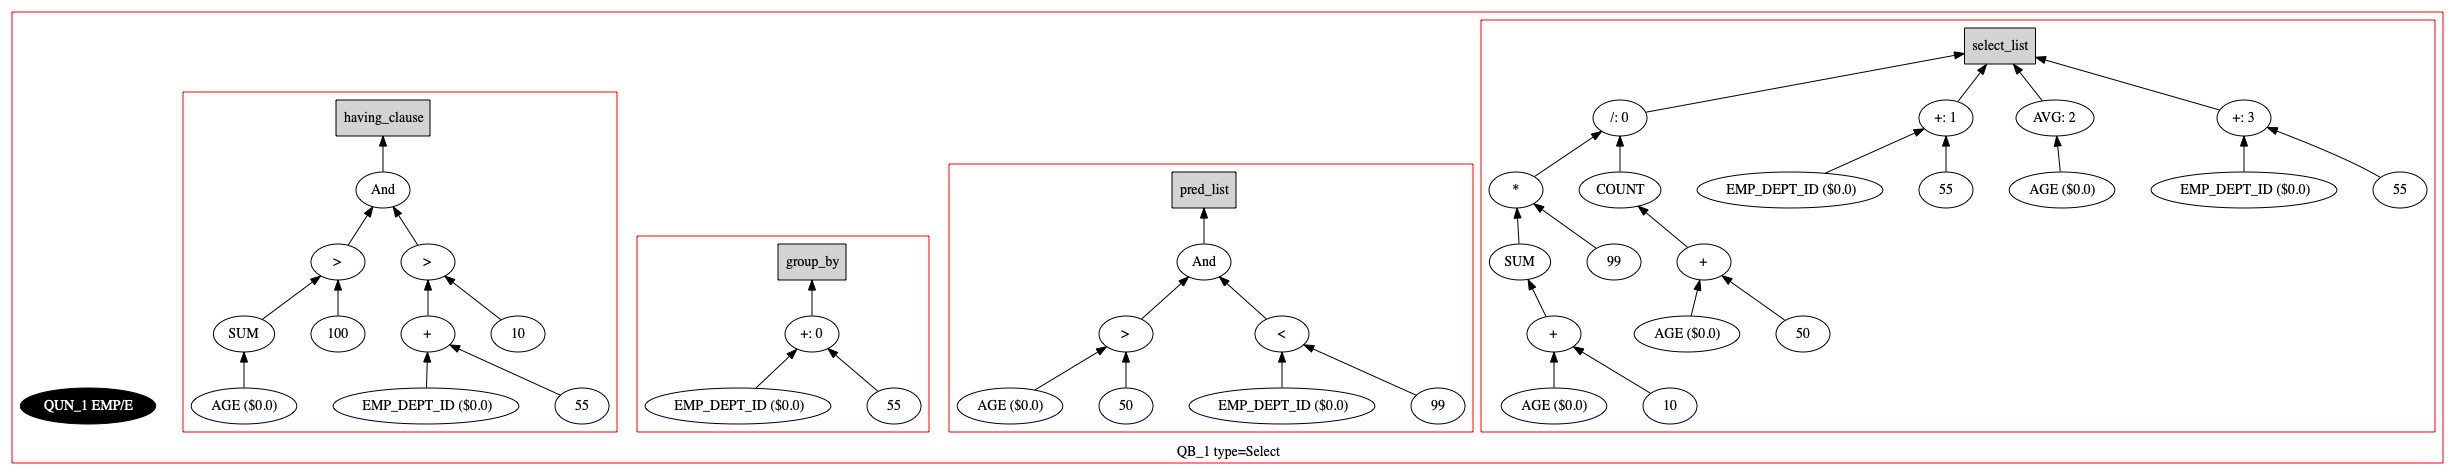 select_list
having_clause
/: 0
+: 1
AVG: 2
+: 3
And
pred_list
*
COUNT
EMP_DEPT_ID ($0.0)
55
AGE ($0.0)
EMP_DEPT_ID ($0.0)
55
>
>
group_by
And
SUM
99
+
SUM
100
+
10
+: 0
>
<
+
AGE ($0.0)
50
QUN_1 EMP/E
AGE ($0.0)
EMP_DEPT_ID ($0.0)
55
EMP_DEPT_ID ($0.0)
55
AGE ($0.0)
50
EMP_DEPT_ID ($0.0)
99
AGE ($0.0)
10
QB_1 type=Select